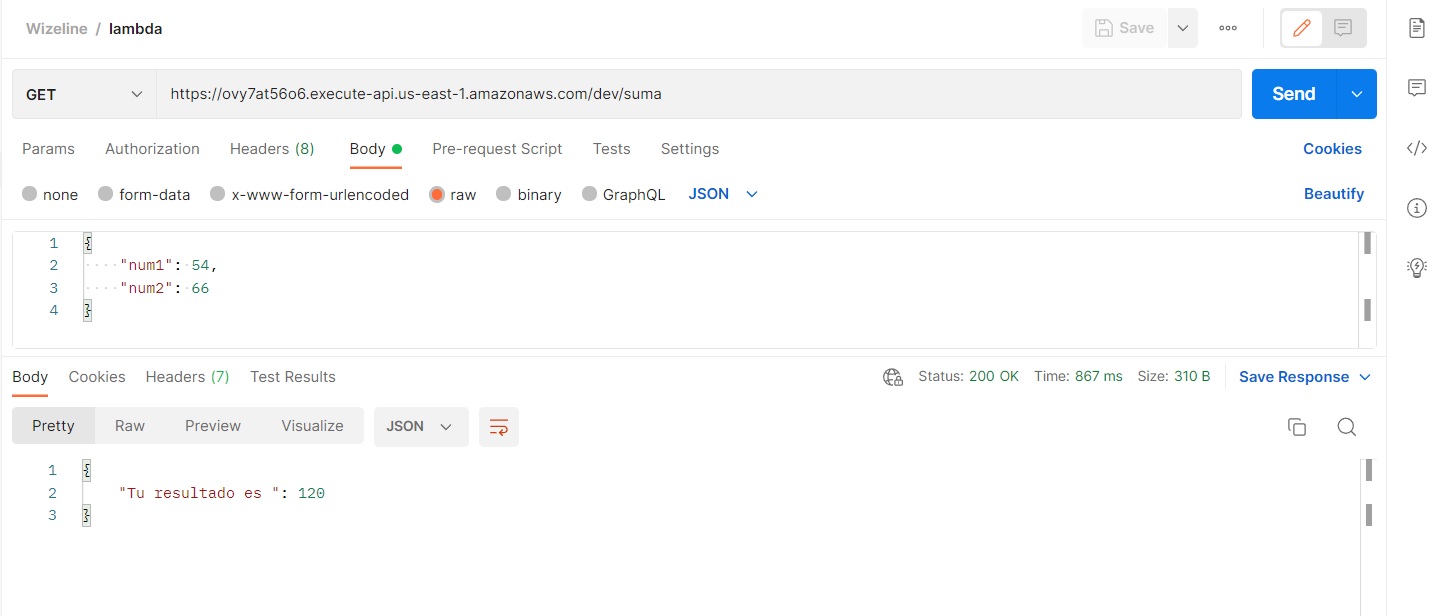 Wizeline / lambda
Save
GET
https://ovy7at56o6.execute-api.us-east-1.amazonaws.com/dev/suma
Send
Params Authorization Headers (8) Body Pre-request Script Tests Settings Cookies
none form-data x-www-form-urlencoded raw binary GraphQL JSON Beautify
1 {
2 "num1": 54,
3 "num2": 66
4 }
Body Cookies Headers (7) Test Results Status: 200 OK Time: 867 ms Size: 310 B Save Response
Pretty Raw Preview Visualize JSON
1 {
2 "Tu resultado es ": 120
3 }